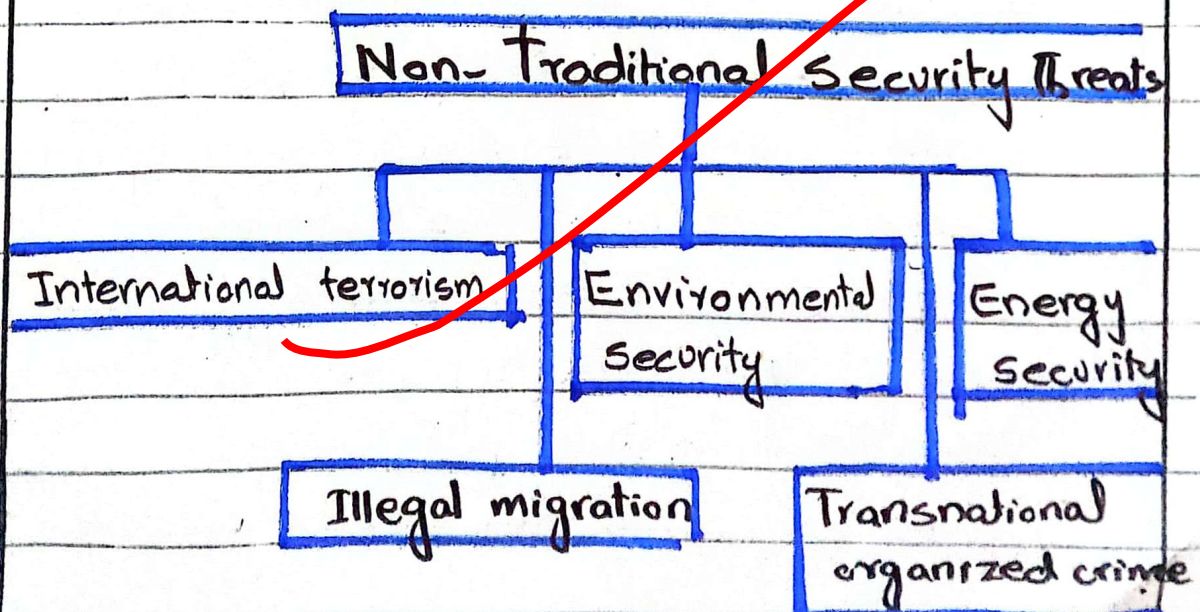 Non-Traditional Security Threats
International terrorism
Environmental
security
Energy
security
Illegal migration
Transnational
organized crime